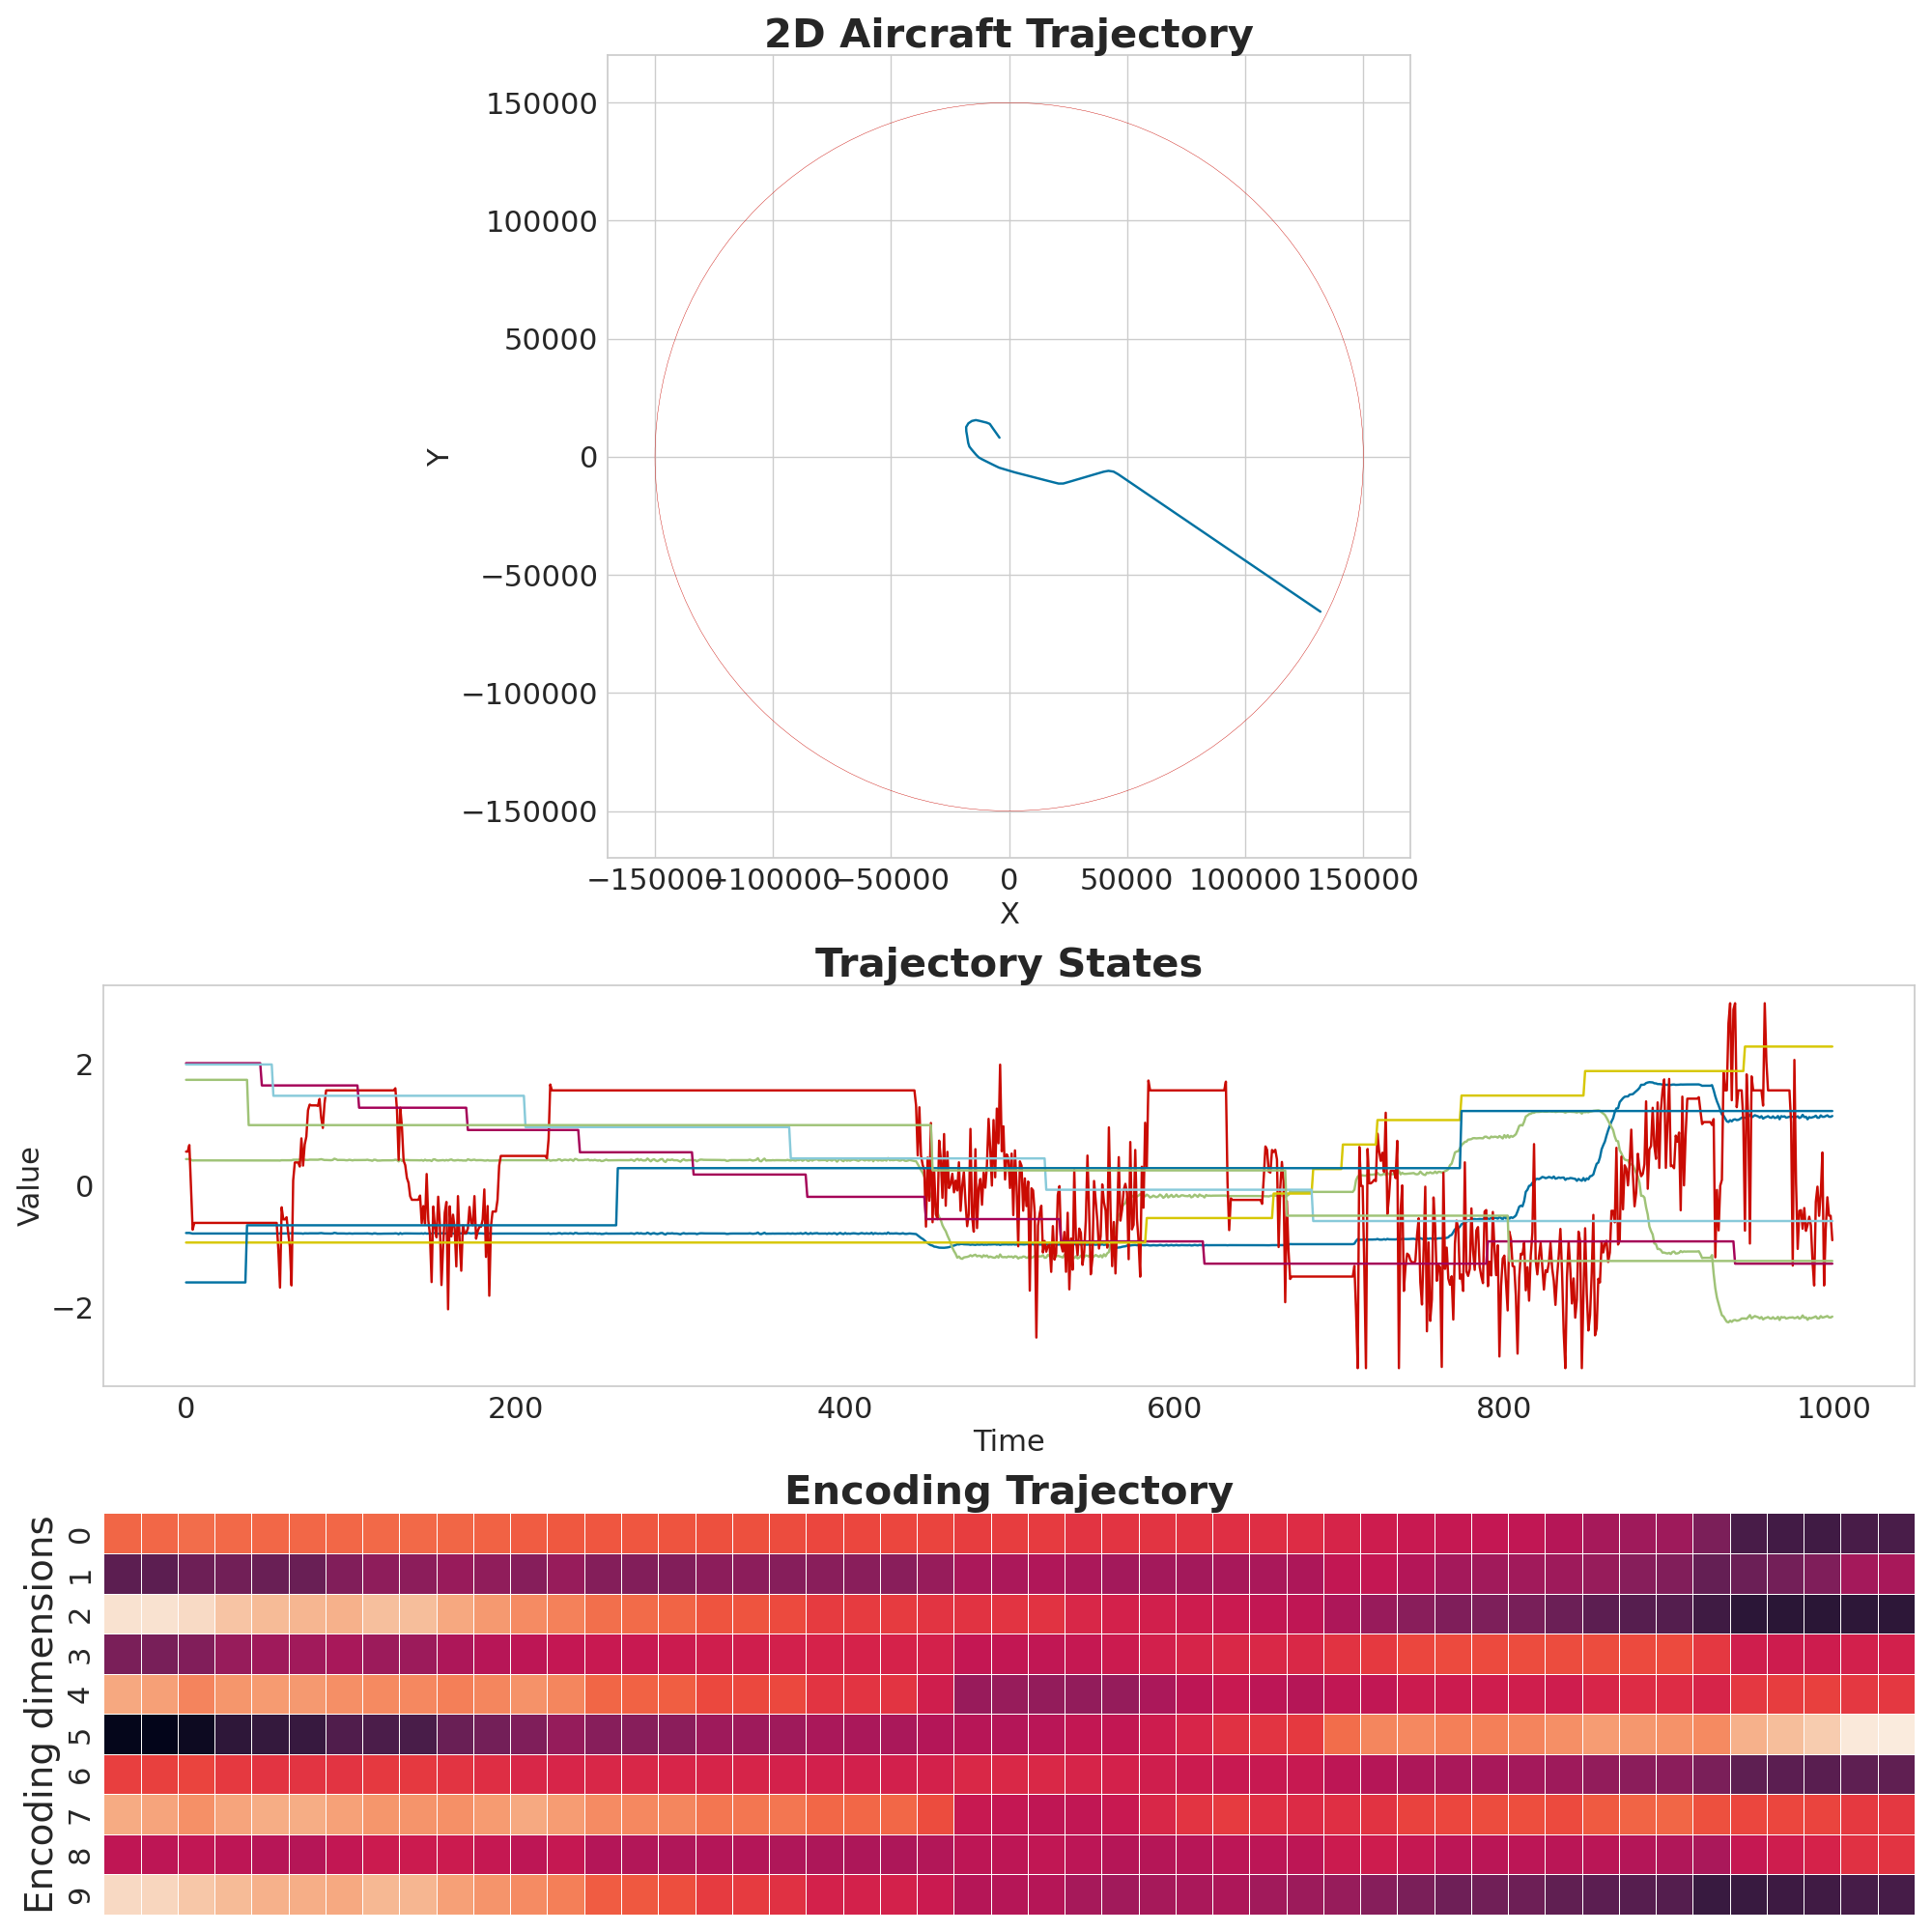 2D Aircraft Trajectory
150000
100000
50000
0
−50000
−100000
−150000
Y
−150000 −100000 −50000 0 50000 100000 150000
X
Trajectory States
2
0
−2
Value
0 200 400 600 800 1000
Time
Encoding Trajectory
Encoding dimensions
0
1
2
3
4
5
6
7
8
9